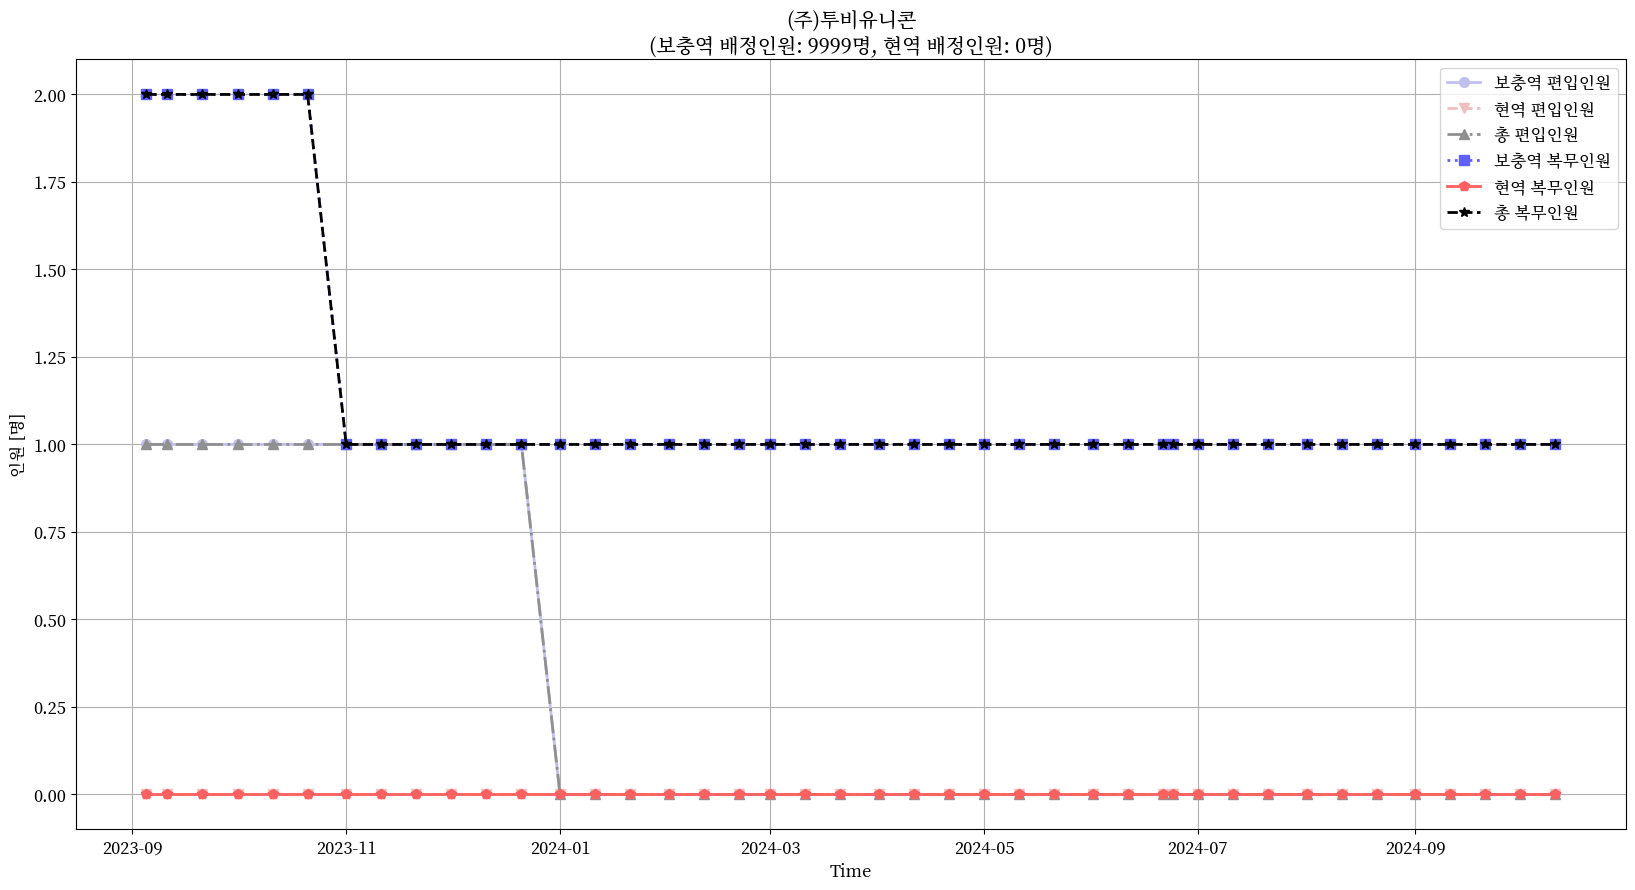 (주)투비유니콘
(보충역 배정인원: 9999명, 현역 배정인원: 0명)
보충역 편입인원
현역 편입인원
총 편입인원
보충역 복무인원
현역 복무인원
총 복무인원
인원 [명]
2.00
1.75
1.50
1.25
1.00
0.75
0.50
0.25
0.00
2023-09 2023-11 2024-01 2024-03 2024-05 2024-07 2024-09
Time